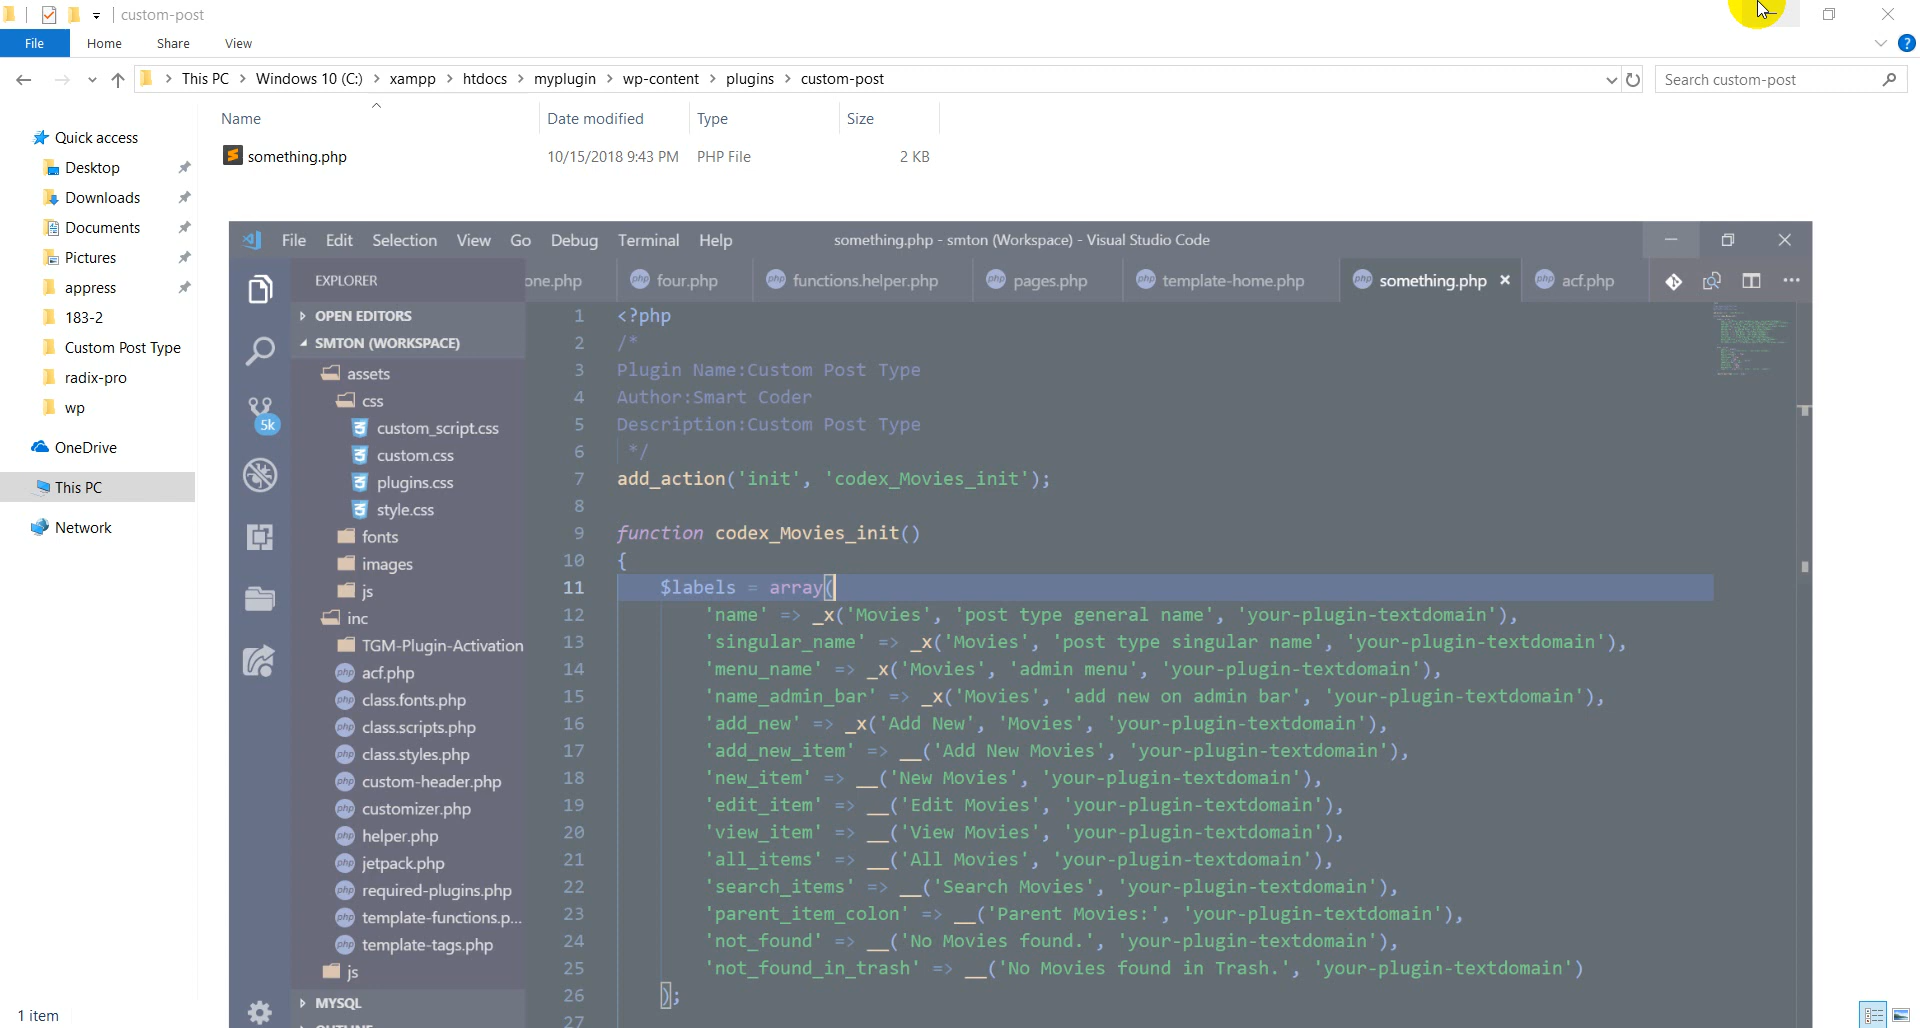 custom-post
File Home Share View
This PC > Windows 10 (C:) > xampp > htdocs > myplugin > wp-content > plugins > custom-post
Search custom-post
Name Date modified Type Size
something.php 10/15/2018 9:43 PM PHP File 2 KB
Quick access
Desktop
Downloads
Documents
Pictures
appress
183-2
Custom Post Type
radix-pro
wp
OneDrive
This PC
Network
1 item
File Edit Selection View Go Debug Terminal Help something.php - smton (Workspace) - Visual Studio Code
EXPLORER
one.php four.php functions.helper.php pages.php template-home.php something.php × acf.php
OPEN EDITORS
SMTON (WORKSPACE)
assets
css
custom_script.css
custom.css
plugins.css
style.css
fonts
images
js
inc
TGM-Plugin-Activation
acf.php
class.fonts.php
class.scripts.php
class.styles.php
custom-header.php
customizer.php
helper.php
jetpack.php
required-plugins.php
template-functions.p...
template-tags.php
js
MYSQL
OUTLINE
5k
1 <?php
2 /*
3 Plugin Name:Custom Post Type
4 Author:Smart Coder
5 Description:Custom Post Type
6 */
7 add_action('init', 'codex_Movies_init');
8
9 function codex_Movies_init()
10 {
11 $labels = array(
12 'name' => _x('Movies', 'post type general name', 'your-plugin-textdomain'),
13 'singular_name' => _x('Movies', 'post type singular name', 'your-plugin-textdomain'),
14 'menu_name' => _x('Movies', 'admin menu', 'your-plugin-textdomain'),
15 'name_admin_bar' => _x('Movies', 'add new on admin bar', 'your-plugin-textdomain'),
16 'add_new' => _x('Add New', 'Movies', 'your-plugin-textdomain'),
17 'add_new_item' => __('Add New Movies', 'your-plugin-textdomain'),
18 'new_item' => __('New Movies', 'your-plugin-textdomain'),
19 'edit_item' => __('Edit Movies', 'your-plugin-textdomain'),
20 'view_item' => __('View Movies', 'your-plugin-textdomain'),
21 'all_items' => __('All Movies', 'your-plugin-textdomain'),
22 'search_items' => __('Search Movies', 'your-plugin-textdomain'),
23 'parent_item_colon' => __('Parent Movies:', 'your-plugin-textdomain'),
24 'not_found' => __('No Movies found.', 'your-plugin-textdomain'),
25 'not_found_in_trash' => __('No Movies found in Trash.', 'your-plugin-textdomain')
26 );
27